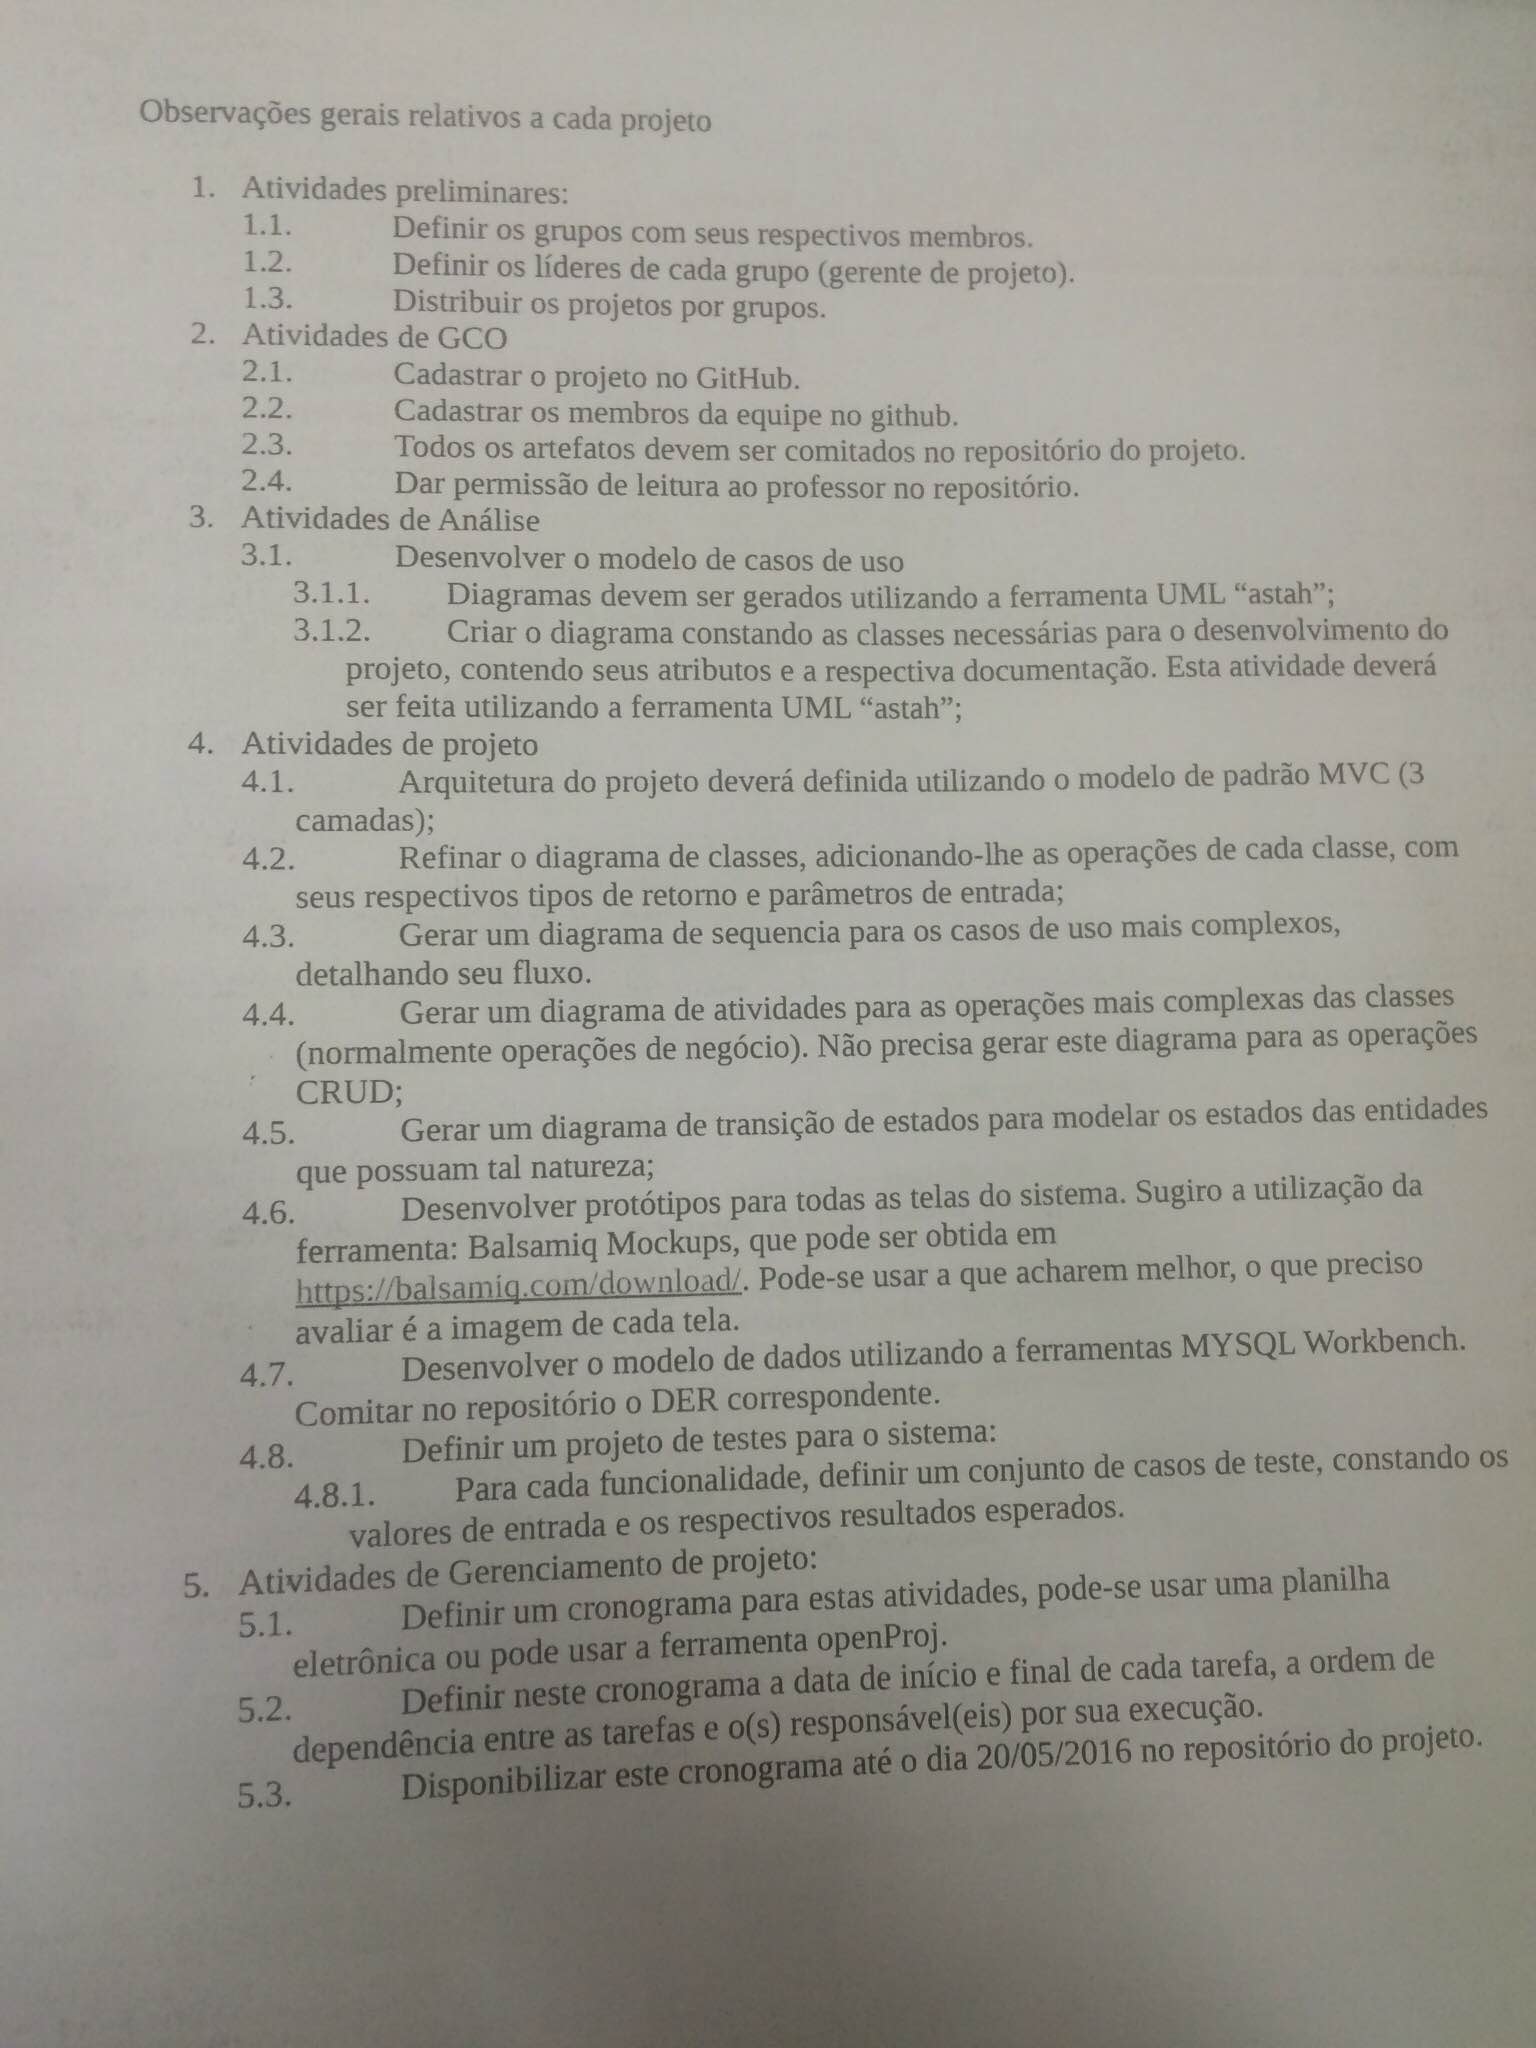 Observações gerais relativos a cada projeto
1. Atividades preliminares:
1.1. Definir os grupos com seus respectivos membros.
1.2. Definir os líderes de cada grupo (gerente de projeto).
1.3. Distribuir os projetos por grupos.
2. Atividades de GCO
2.1. Cadastrar o projeto no GitHub.
2.2. Cadastrar os membros da equipe no github.
2.3. Todos os artefatos devem ser comitados no repositório do projeto.
2.4. Dar permissão de leitura ao professor no repositório.
3. Atividades de Análise
3.1. Desenvolver o modelo de casos de uso
3.1.1. Diagramas devem ser gerados utilizando a ferramenta UML “astah”;
3.1.2. Criar o diagrama constando as classes necessárias para o desenvolvimento do
projeto, contendo seus atributos e a respectiva documentação. Esta atividade deverá
ser feita utilizando a ferramenta UML “astah”;
4. Atividades de projeto
4.1. Arquitetura do projeto deverá definida utilizando o modelo de padrão MVC (3
camadas);
4.2. Refinar o diagrama de classes, adicionando-lhe as operações de cada classe, com
seus respectivos tipos de retorno e parâmetros de entrada;
4.3. Gerar um diagrama de sequencia para os casos de uso mais complexos,
detalhando seu fluxo.
4.4. Gerar um diagrama de atividades para as operações mais complexas das classes
(normalmente operações de negócio). Não precisa gerar este diagrama para as operações
CRUD;
4.5. Gerar um diagrama de transição de estados para modelar os estados das entidades
que possuam tal natureza;
4.6. Desenvolver protótipos para todas as telas do sistema. Sugiro a utilização da
ferramenta: Balsamiq Mockups, que pode ser obtida em
https://balsamiq.com/download/. Pode-se usar a que acharem melhor, o que preciso
avaliar é a imagem de cada tela.
4.7. Desenvolver o modelo de dados utilizando a ferramentas MYSQL Workbench.
Comitar no repositório o DER correspondente.
4.8. Definir um projeto de testes para o sistema:
4.8.1. Para cada funcionalidade, definir um conjunto de casos de teste, constando os
valores de entrada e os respectivos resultados esperados.
5. Atividades de Gerenciamento de projeto:
5.1. Definir um cronograma para estas atividades, pode-se usar uma planilha
eletrônica ou pode usar a ferramenta openProj.
5.2. Definir neste cronograma a data de início e final de cada tarefa, a ordem de
dependência entre as tarefas e o(s) responsável(eis) por sua execução.
5.3. Disponibilizar este cronograma até o dia 20/05/2016 no repositório do projeto.